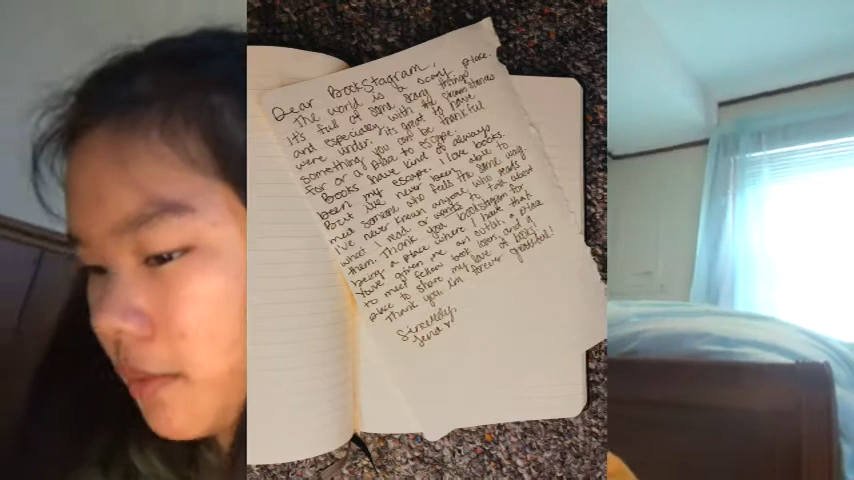 Dear BookStagram,
The world is a scary place.
It's full of some scary things
and especially with the circumstances
were under. it's great to have
something you can be thankful
for or a place to escape.
Books have kind of always
been my escape. I love books.
But i've never been able to
meet someone who feels the same way.
I've never known anyone who reads
what I read or wants to talk about
them. Thank you bookstagram for
being a place where I have that.
You've given me an outlet, a place
to meet fellow book lovers, and a
place to share my love of books!
Thank you, i'm forever grateful!
Sincerely,
Jena